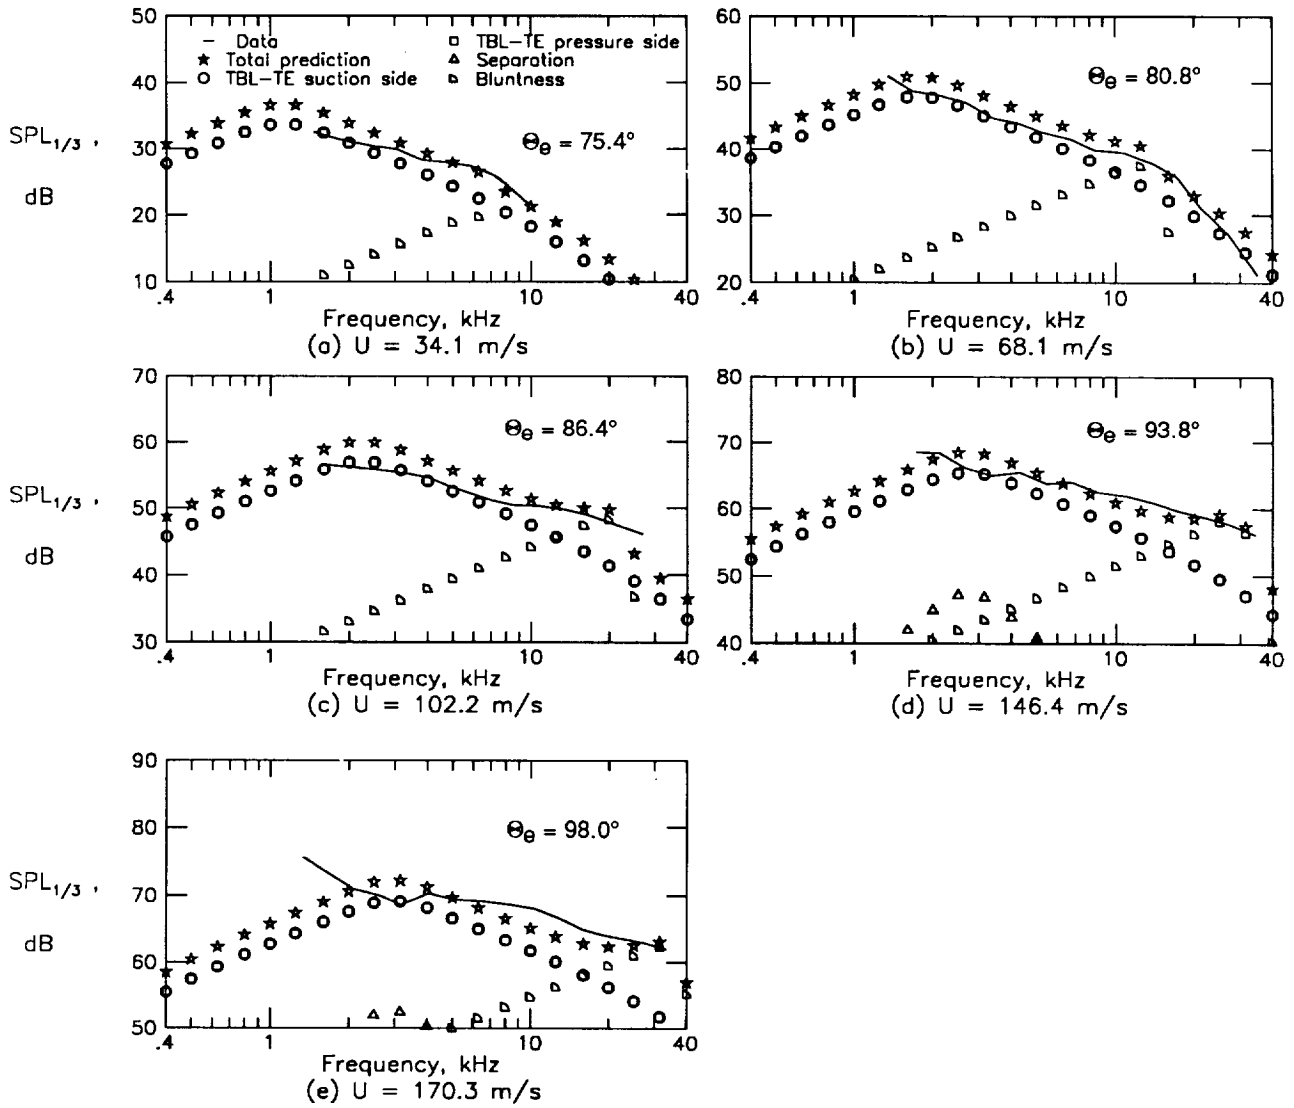 50
40
30
20
10
— Data
☆ Total prediction
○ TBL–TE suction side
□ TBL–TE pressure side
△ Separation
Bluntness
SPL1/3 ,
dB
Θe = 75.4°
.4 1 10 40
Frequency, kHz
(a) U = 34.1 m/s
60
50
40
30
20
Θe = 80.8°
.4 1 10 40
Frequency, kHz
(b) U = 68.1 m/s
70
60
50
40
30
SPL1/3 ,
dB
Θe = 86.4°
.4 1 10 40
Frequency, kHz
(c) U = 102.2 m/s
80
70
60
50
40
Θe = 93.8°
.4 1 10 40
Frequency, kHz
(d) U = 146.4 m/s
90
80
70
60
50
SPL1/3 ,
dB
Θe = 98.0°
.4 1 10 40
Frequency, kHz
(e) U = 170.3 m/s